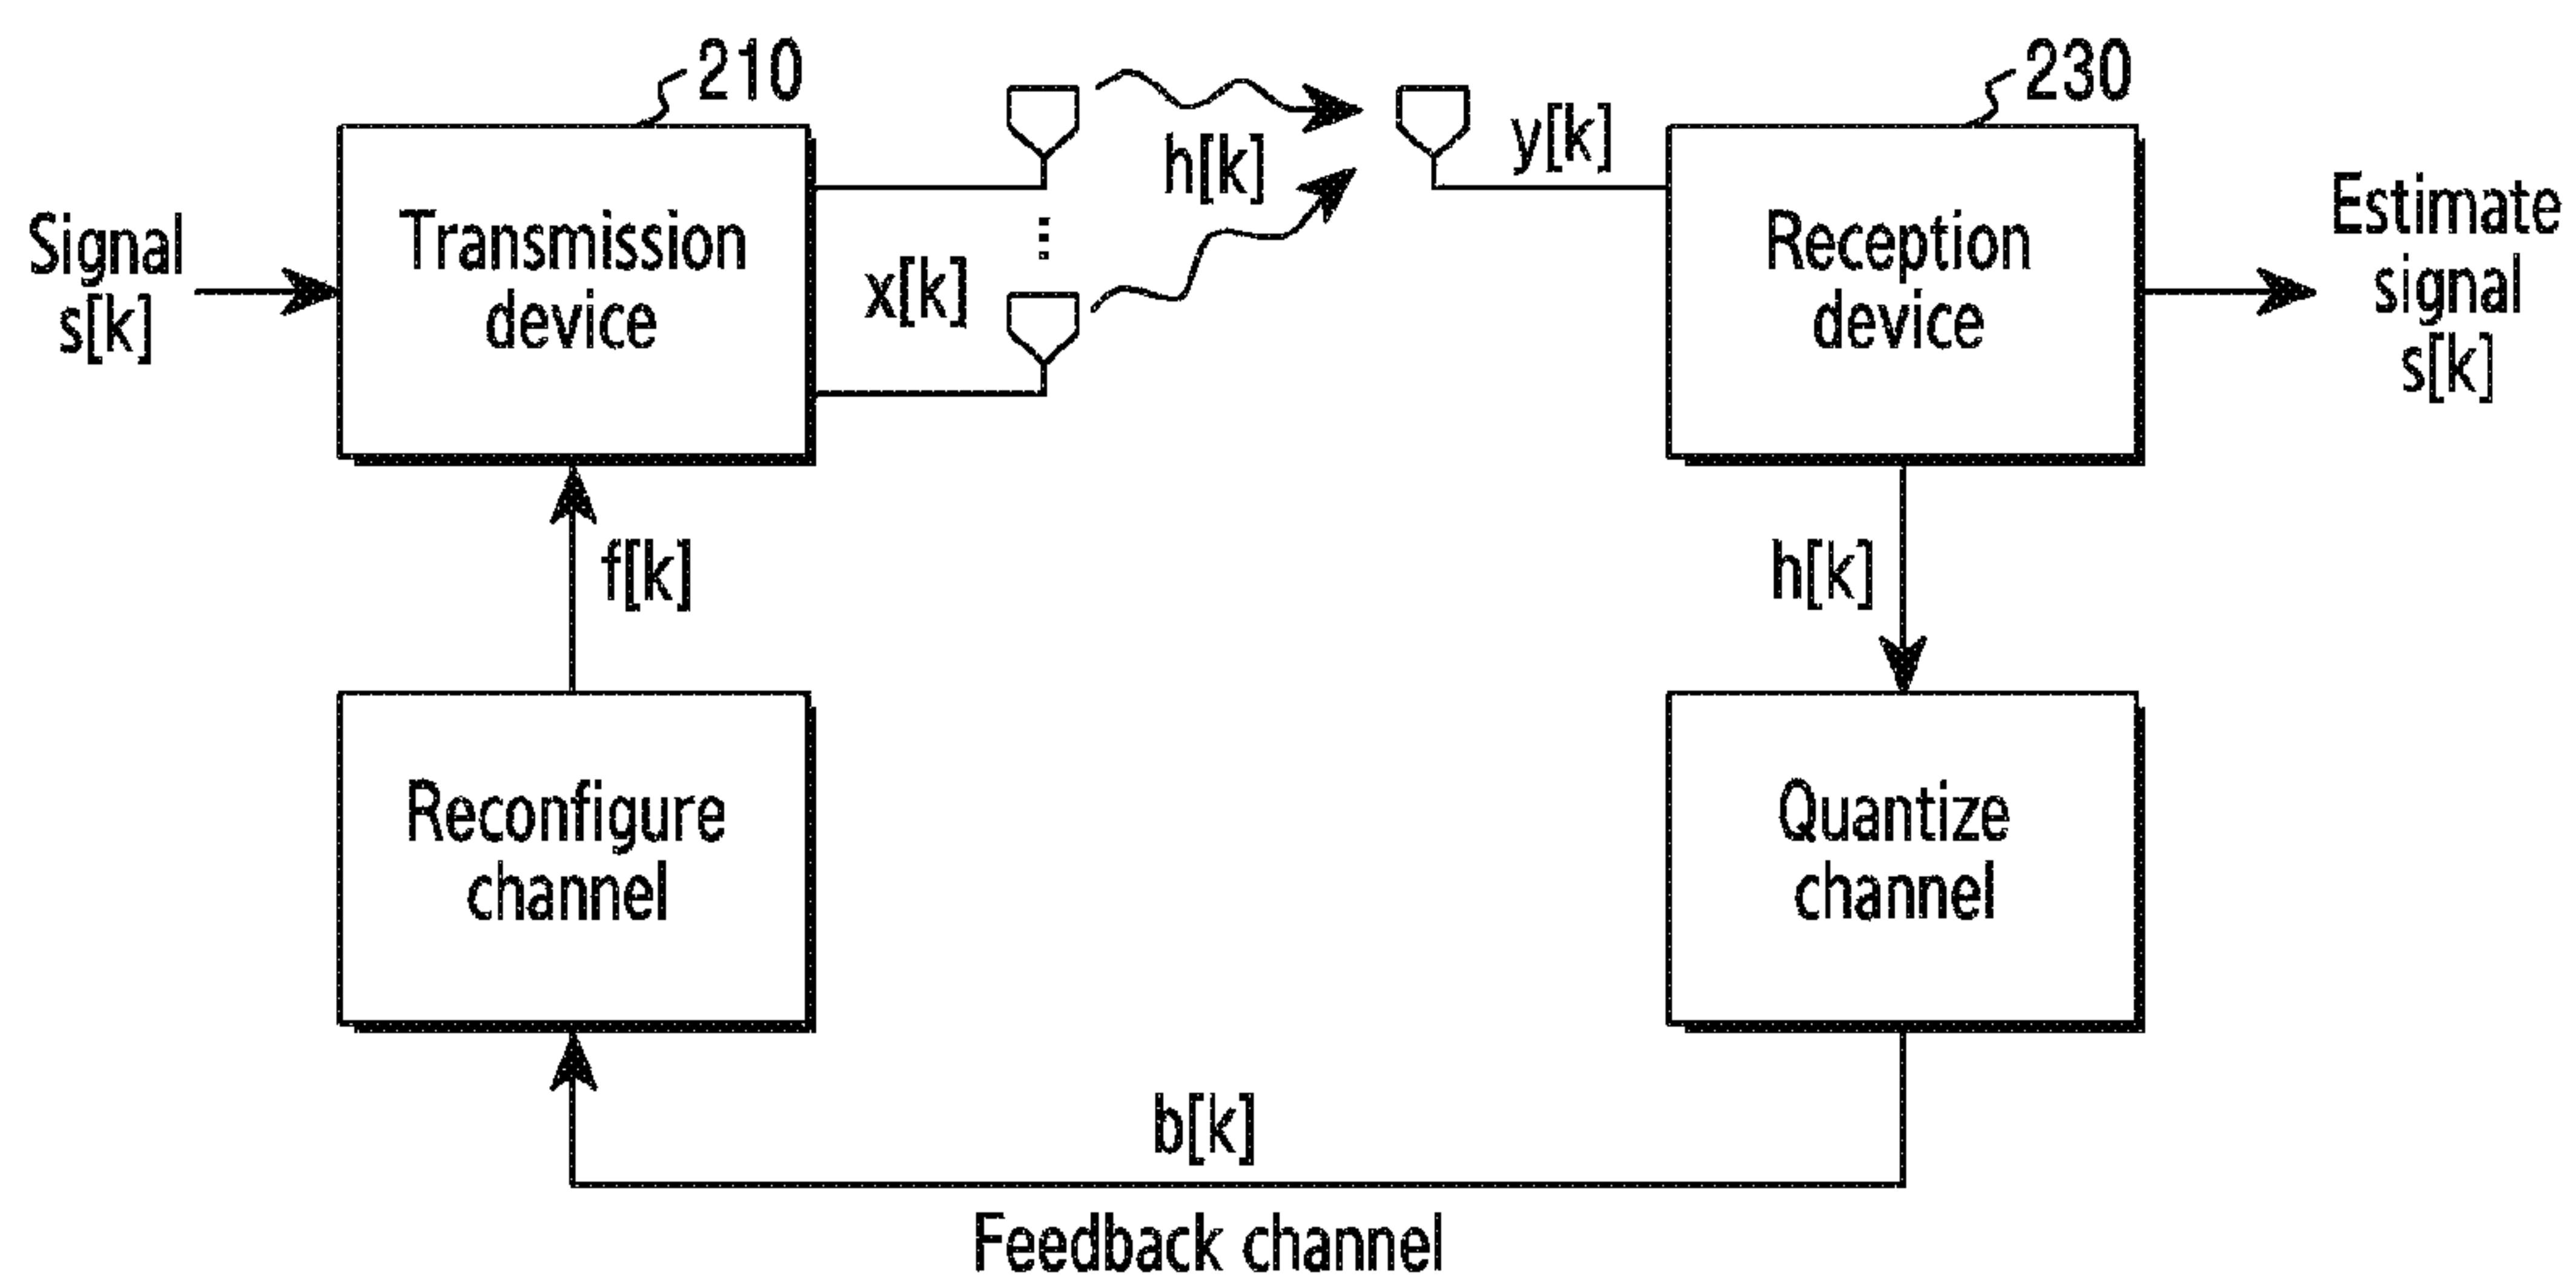 210
230
Signal
s[k]
Transmission
device
x[k]
h[k]
y[k]
Reception
device
Estimate
signal
s[k]
f[k]
h[k]
Reconfigure
channel
Quantize
channel
b[k]
Feedback channel